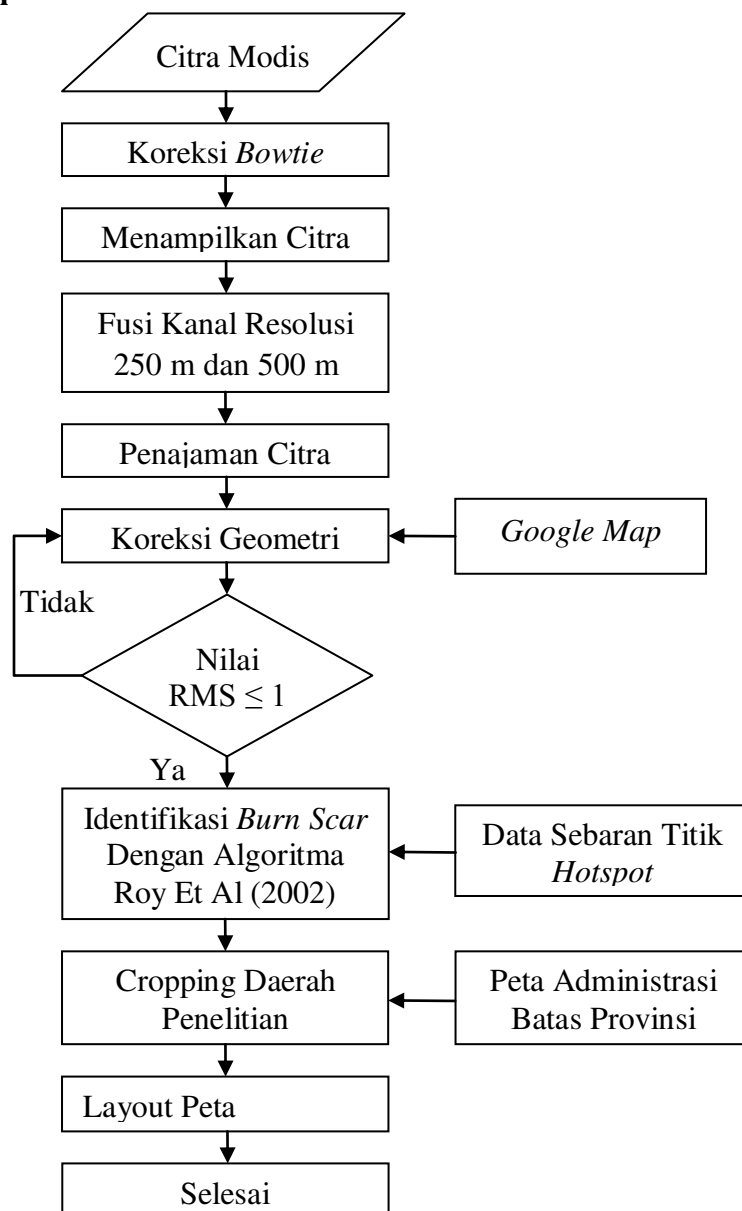 Citra Modis
Koreksi Bowtie
Menampilkan Citra
Fusi Kanal Resolusi
250 m dan 500 m
Penajaman Citra
Koreksi Geometri
Google Map
Tidak
Nilai
RMS ≤ 1
Ya
Identifikasi Burn Scar
Dengan Algoritma
Roy Et Al (2002)
Data Sebaran Titik
Hotspot
Cropping Daerah
Penelitian
Peta Administrasi
Batas Provinsi
Layout Peta
Selesai